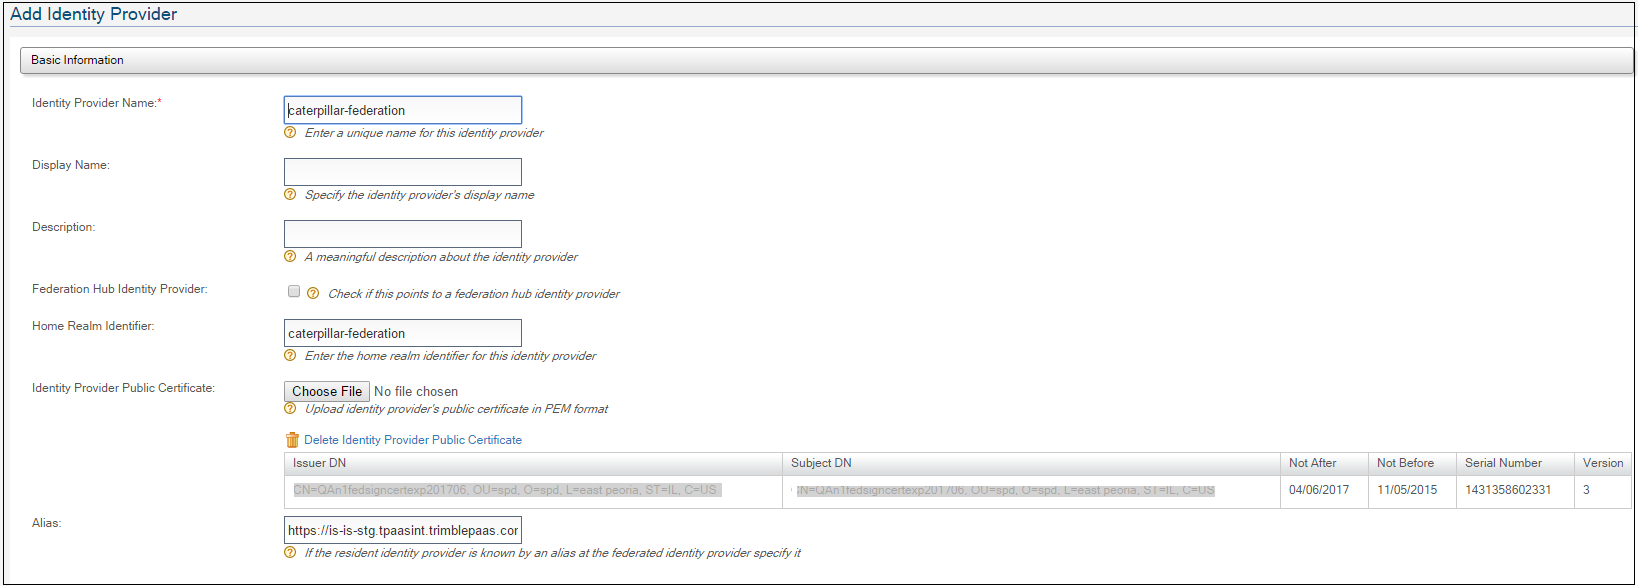 Add Identity Provider
Basic Information
Identity Provider Name:*
caterpillar-federation
Enter a unique name for this identity provider
Display Name:
Specify the identity provider's display name
Description:
A meaningful description about the identity provider
Federation Hub Identity Provider:
Check if this points to a federation hub identity provider
Home Realm Identifier:
caterpillar-federation
Enter the home realm identifier for this identity provider
Identity Provider Public Certificate:
Choose File No file chosen
Upload identity provider's public certificate in PEM format
Delete Identity Provider Public Certificate
Issuer DN Subject DN Not After Not Before Serial Number Version
CN=QAn1fedsigncertexp201706, OU=spd, O=spd, L=east peoria, ST=IL, C=US CN=QAn1fedsigncertexp201706, OU=spd, O=spd, L=east peoria, ST=IL, C=US 04/06/2017 11/05/2015 1431358602331 3
Alias:
https://is-is-stg.tpaasint.trimblepaas.cor
If the resident identity provider is known by an alias at the federated identity provider specify it